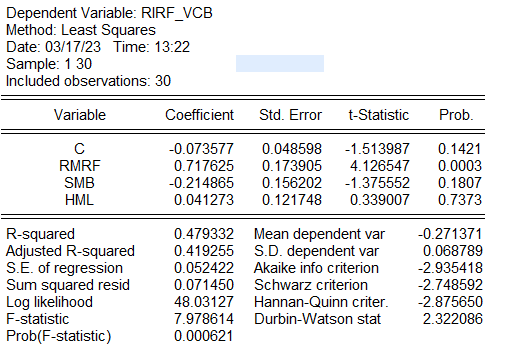 Dependent Variable: RIRF_VCB
Method: Least Squares
Date: 03/17/23 Time: 13:22
Sample: 1 30
Included observations: 30
Variable Coefficient Std. Error t-Statistic Prob.
C -0.073577 0.048598 -1.513987 0.1421
RMRF 0.717625 0.173905 4.126547 0.0003
SMB -0.214865 0.156202 -1.375552 0.1807
HML 0.041273 0.121748 0.339007 0.7373
R-squared 0.479332 Mean dependent var -0.271371
Adjusted R-squared 0.419255 S.D. dependent var 0.068789
S.E. of regression 0.052422 Akaike info criterion -2.935418
Sum squared resid 0.071450 Schwarz criterion -2.748592
Log likelihood 48.03127 Hannan-Quinn criter. -2.875650
F-statistic 7.978614 Durbin-Watson stat 2.322086
Prob(F-statistic) 0.000621